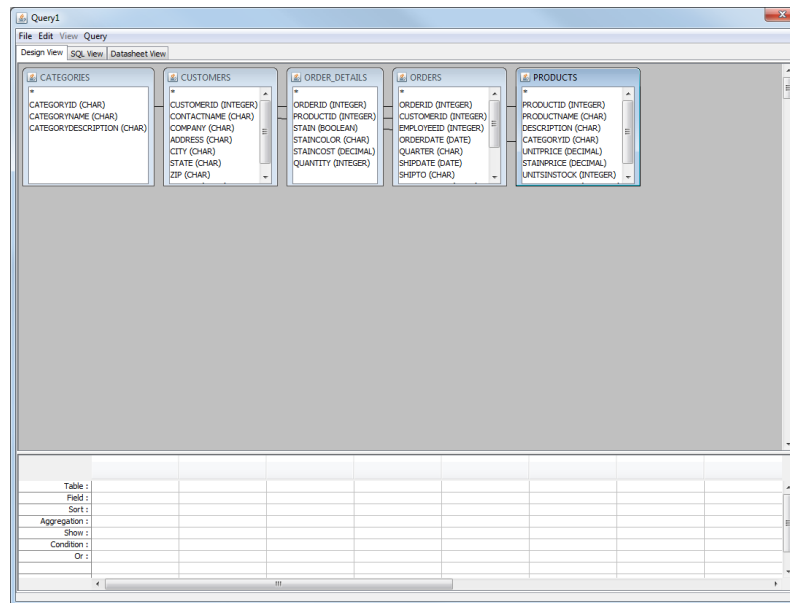 Query1
File Edit View Query
Design View SQL View Datasheet View
CATEGORIES
*
CATEGORYID (CHAR)
CATEGORYNAME (CHAR)
CATEGORYDESCRIPTION (CHAR)
CUSTOMERS
*
CUSTOMERID (INTEGER)
CONTACTNAME (CHAR)
COMPANY (CHAR)
ADDRESS (CHAR)
CITY (CHAR)
STATE (CHAR)
ZIP (CHAR)
ORDER_DETAILS
*
ORDERID (INTEGER)
PRODUCTID (INTEGER)
STAIN (BOOLEAN)
STAINCOLOR (CHAR)
STAINCOST (DECIMAL)
QUANTITY (INTEGER)
ORDERS
*
ORDERID (INTEGER)
CUSTOMERID (INTEGER)
EMPLOYEEID (INTEGER)
ORDERDATE (DATE)
QUARTER (CHAR)
SHIPDATE (DATE)
SHIPTO (CHAR)
PRODUCTS
*
PRODUCTID (INTEGER)
PRODUCTNAME (CHAR)
DESCRIPTION (CHAR)
CATEGORYID (CHAR)
UNITPRICE (DECIMAL)
STAINPRICE (DECIMAL)
UNITSINSTOCK (INTEGER)
Table :
Field :
Sort :
Aggregation :
Show :
Condition :
Or :